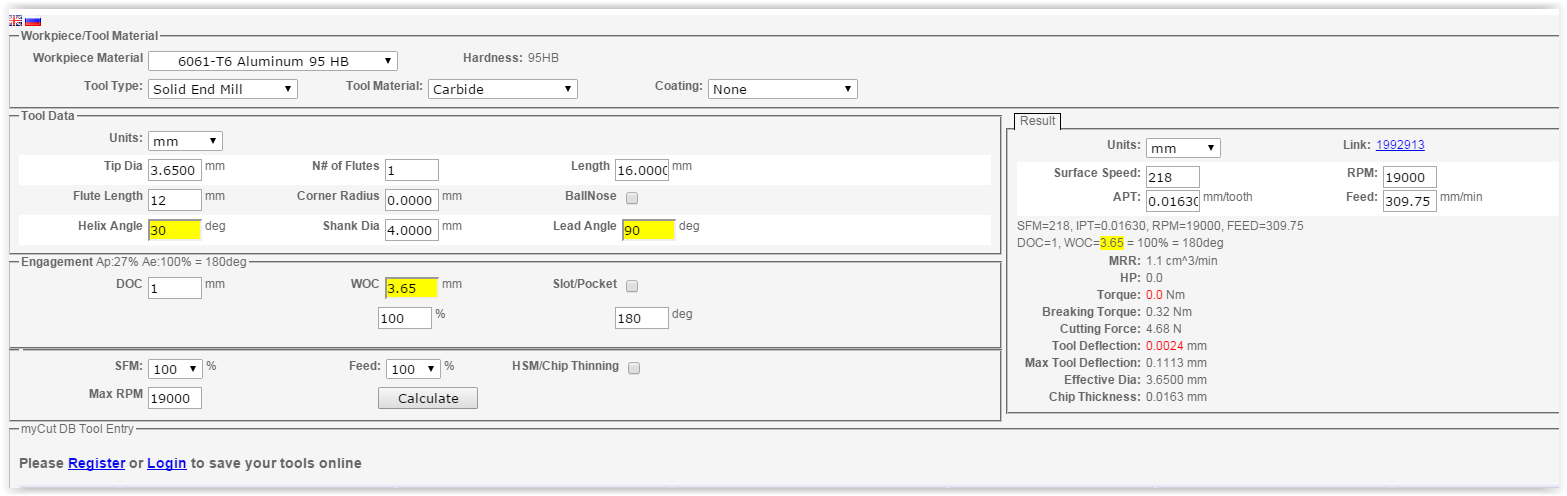 Workpiece/Tool Material
Workpiece Material 6061-T6 Aluminum 95 HB Hardness: 95HB
Tool Type: Solid End Mill Tool Material: Carbide Coating: None
Tool Data
Units: mm
Tip Dia 3.6500 mm N# of Flutes 1 Length 16.0000 mm
Flute Length 12 mm Corner Radius 0.0000 mm BallNose
Helix Angle 30 deg Shank Dia 4.0000 mm Lead Angle 90 deg
Engagement Ap:27% Ae:100% = 180deg
DOC 1 mm WOC 3.65 mm Slot/Pocket
100 % 180 deg
SFM: 100 % Feed: 100 % HSM/Chip Thinning
Max RPM 19000 Calculate
Result
Units: mm Link: 1992913
Surface Speed: 218 RPM: 19000
APT: 0.01630 mm/tooth Feed: 309.75 mm/min
SFM=218, IPT=0.01630, RPM=19000, FEED=309.75
DOC=1, WOC=3.65 = 100% = 180deg
MRR: 1.1 cm^3/min
HP: 0.0
Torque: 0.0 Nm
Breaking Torque: 0.32 Nm
Cutting Force: 4.68 N
Tool Deflection: 0.0024 mm
Max Tool Deflection: 0.1113 mm
Effective Dia: 3.6500 mm
Chip Thickness: 0.0163 mm
myCut DB Tool Entry
Please Register or Login to save your tools online